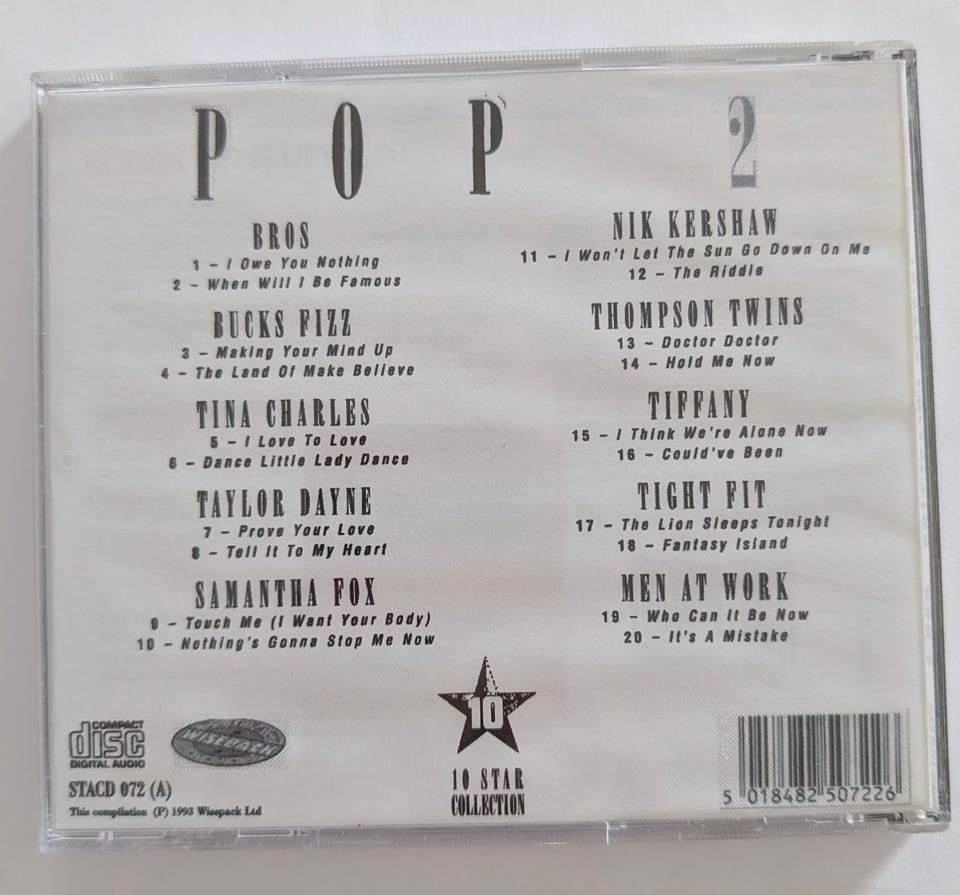 POP 2
BROS
1 - I Owe You Nothing
2 - When Will I Be Famous
BUCKS FIZZ
3 - Making Your Mind Up
4 - The Land Of Make Believe
TINA CHARLES
5 - I Love To Love
6 - Dance Little Lady Dance
TAYLOR DAYNE
7 - Prove Your Love
8 - Tell It To My Heart
SAMANTHA FOX
9 - Touch Me (I Want Your Body)
10 - Nothing's Gonna Stop Me Now
NIK KERSHAW
11 - I Won't Let The Sun Go Down On Me
12 - The Riddle
THOMPSON TWINS
13 - Doctor Doctor
14 - Hold Me Now
TIFFANY
15 - I Think We're Alone Now
16 - Could've Been
TIGHT FIT
17 - The Lion Sleeps Tonight
18 - Fantasy Island
MEN AT WORK
19 - Who Can It Be Now
20 - It's A Mistake
10
10 STAR
COLLECTION
COMPACT
disc
DIGITAL AUDIO
WISEPACK
STACD 072 (A)
This compilation (P) 1993 Wisepack Ltd
5 018482 507226